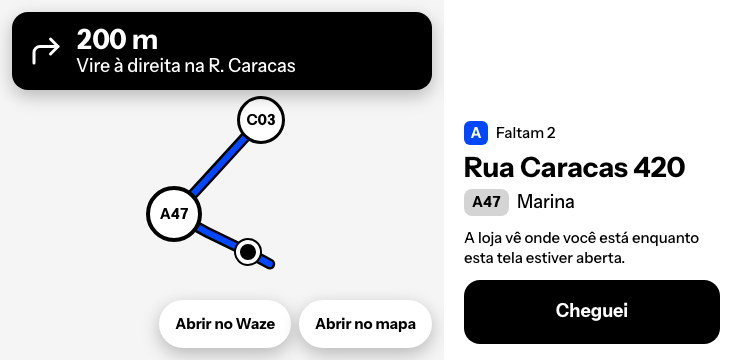 200 m
Vire à direita na R. Caracas
C03
A47
Abrir no Waze
Abrir no mapa
A Faltam 2
Rua Caracas 420
A47 Marina
A loja vê onde você está enquanto
esta tela estiver aberta.
Cheguei